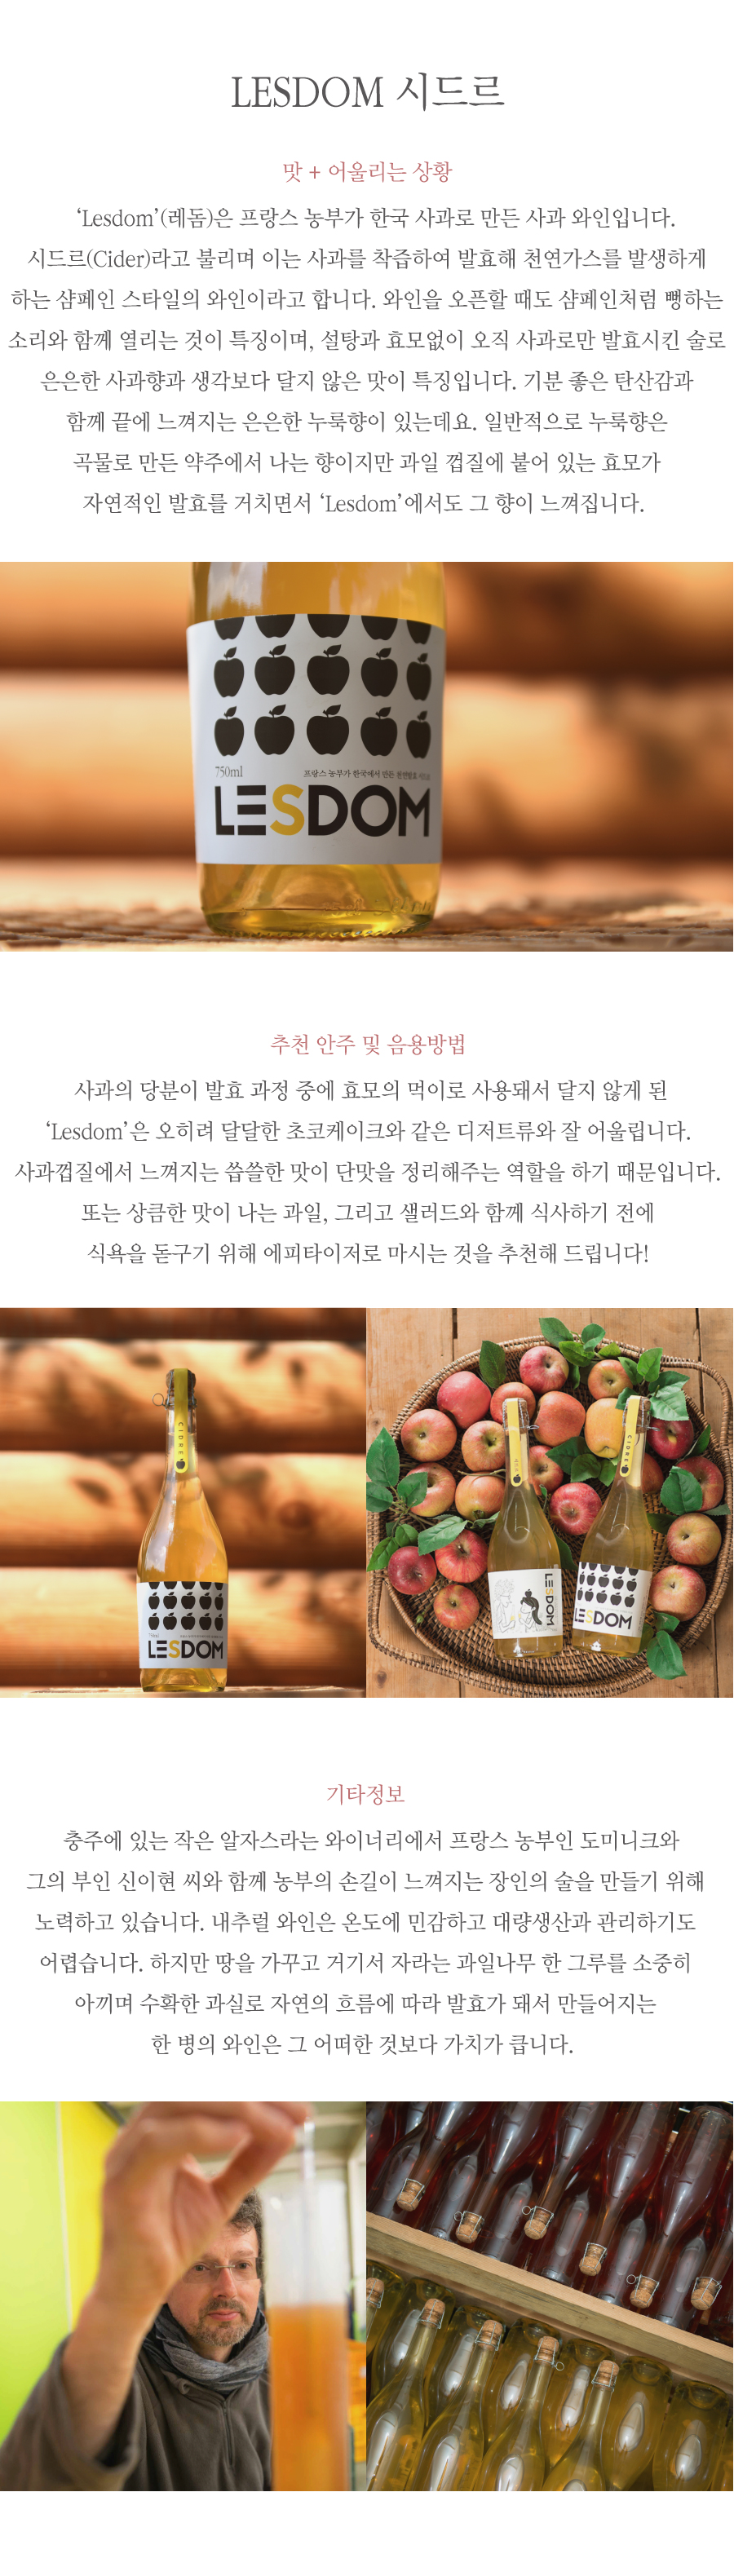 LESDOM 시드르
맛 + 어울리는 상황
‘Lesdom’(레돔)은 프랑스 농부가 한국 사과로 만든 사과 와인입니다.
시드르(Cider)라고 불리며 이는 사과를 착즙하여 발효해 천연가스를 발생하게
하는 샴페인 스타일의 와인이라고 합니다. 와인을 오픈할 때도 샴페인처럼 뻥하는
소리와 함께 열리는 것이 특징이며, 설탕과 효모없이 오직 사과로만 발효시킨 술로
은은한 사과향과 생각보다 달지 않은 맛이 특징입니다. 기분 좋은 탄산감과
함께 끝에 느껴지는 은은한 누룩향이 있는데요. 일반적으로 누룩향은
곡물로 만든 약주에서 나는 향이지만 과일 껍질에 붙어 있는 효모가
자연적인 발효를 거치면서 ‘Lesdom’에서도 그 향이 느껴집니다.
750ml
프랑스 농부가 한국에서 만든 천연발효 시드르
LESDOM
추천 안주 및 음용방법
사과의 당분이 발효 과정 중에 효모의 먹이로 사용돼서 달지 않게 된
‘Lesdom’은 오히려 달달한 초코케이크와 같은 디저트류와 잘 어울립니다.
사과껍질에서 느껴지는 씁쓸한 맛이 단맛을 정리해주는 역할을 하기 때문입니다.
또는 상큼한 맛이 나는 과일, 그리고 샐러드와 함께 식사하기 전에
식욕을 돋구기 위해 에피타이저로 마시는 것을 추천해 드립니다!
CIDRE
750ml
LESDOM
LESDOM
CIDRE
LESDOM
기타정보
충주에 있는 작은 알자스라는 와이너리에서 프랑스 농부인 도미니크와
그의 부인 신이현 씨와 함께 농부의 손길이 느껴지는 장인의 술을 만들기 위해
노력하고 있습니다. 내추럴 와인은 온도에 민감하고 대량생산과 관리하기도
어렵습니다. 하지만 땅을 가꾸고 거기서 자라는 과일나무 한 그루를 소중히
아끼며 수확한 과실로 자연의 흐름에 따라 발효가 돼서 만들어지는
한 병의 와인은 그 어떠한 것보다 가치가 큽니다.